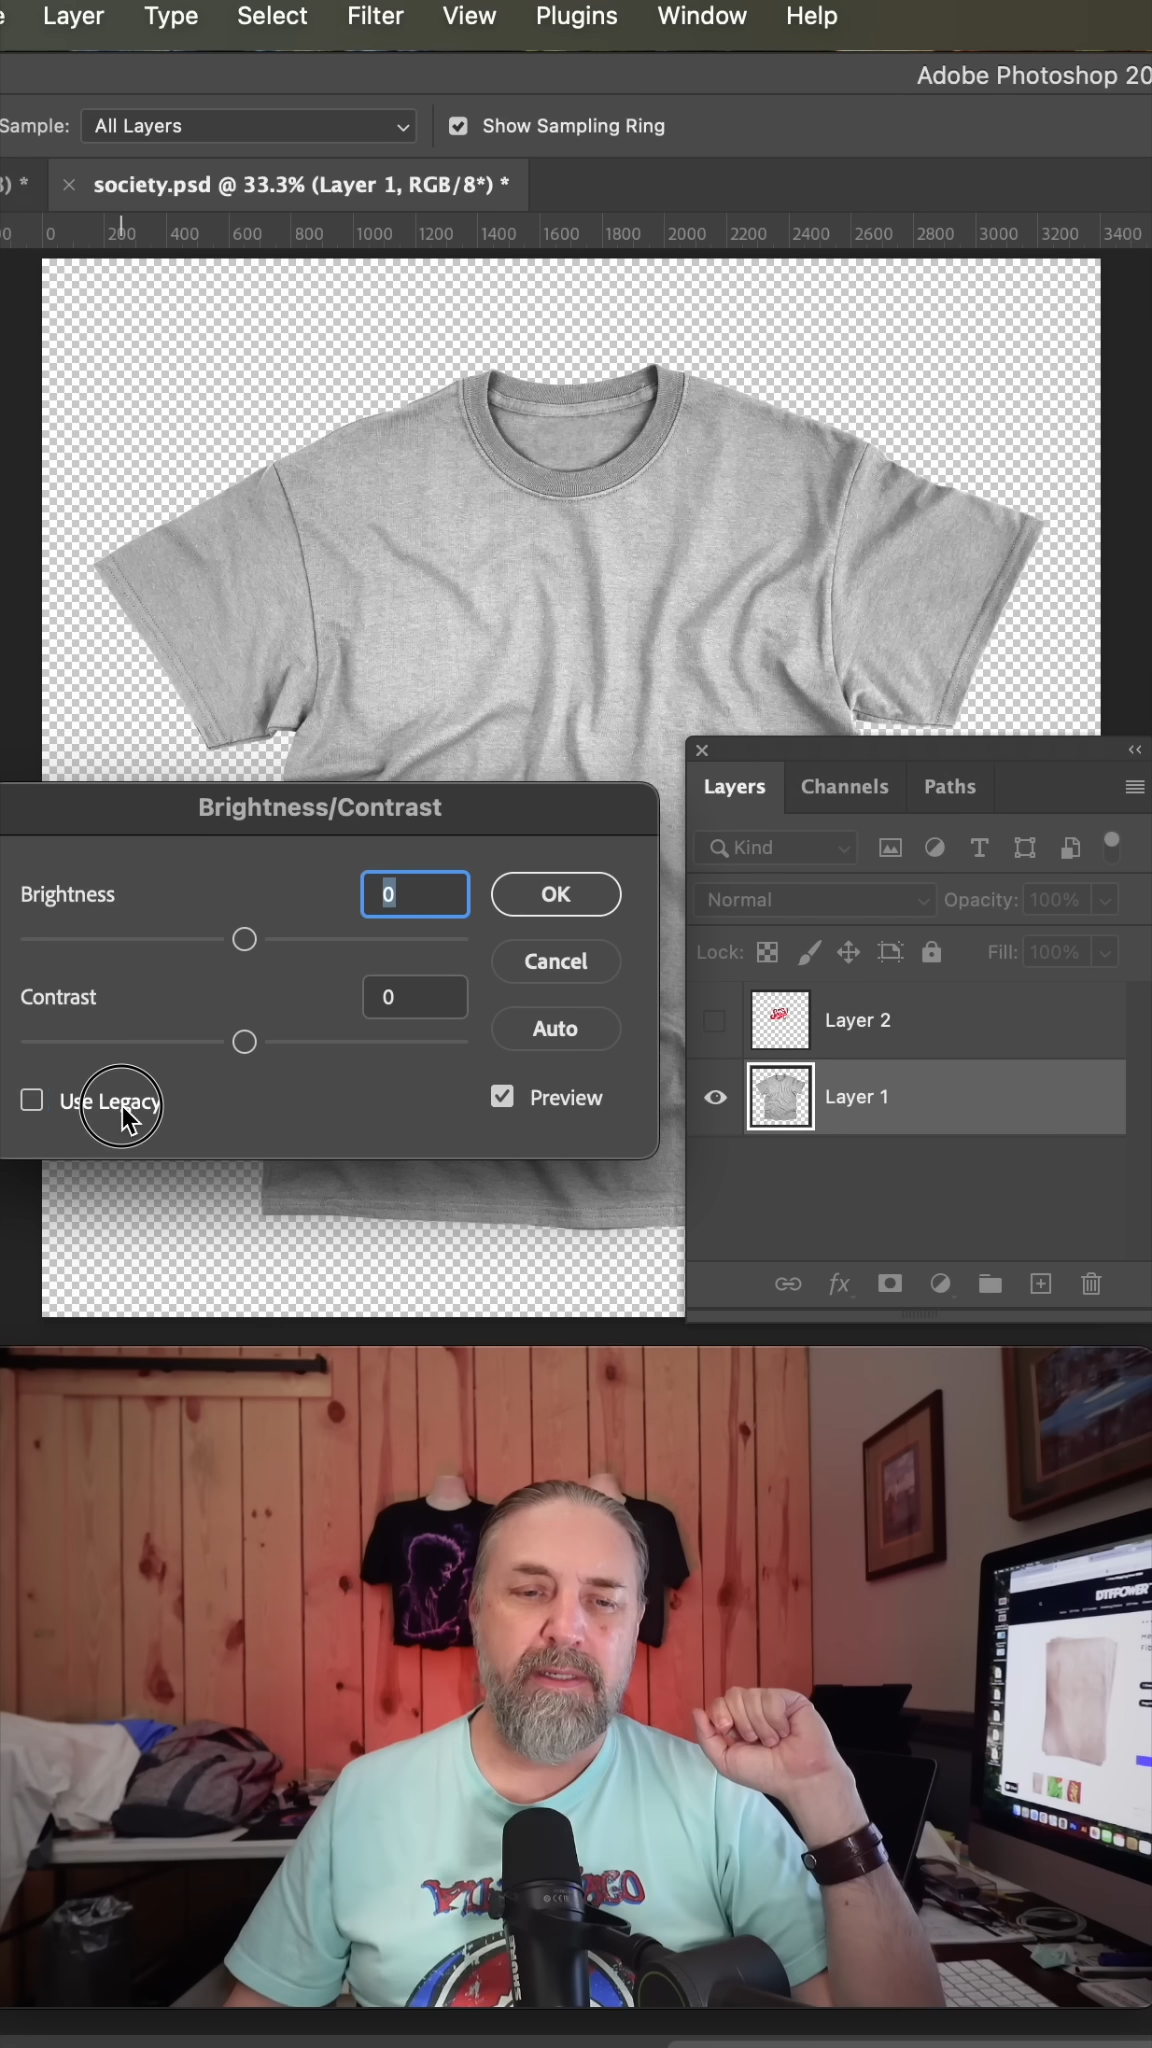 Layer Type Select Filter View Plugins Window Help
Adobe Photoshop 20
Sample: All Layers Show Sampling Ring
) * × society.psd @ 33.3% (Layer 1, RGB/8*) *
0 200 400 600 800 1000 1200 1400 1600 1800 2000 2200 2400 2600 2800 3000 3200 3400
Layers Channels Paths
Brightness/Contrast
Kind
Brightness 0 OK
Normal Opacity: 100%
Cancel
Lock: Fill: 100%
Contrast 0
Auto
Layer 2
Use Legacy Preview
Layer 1
fx
DTFPOWER
SHURE